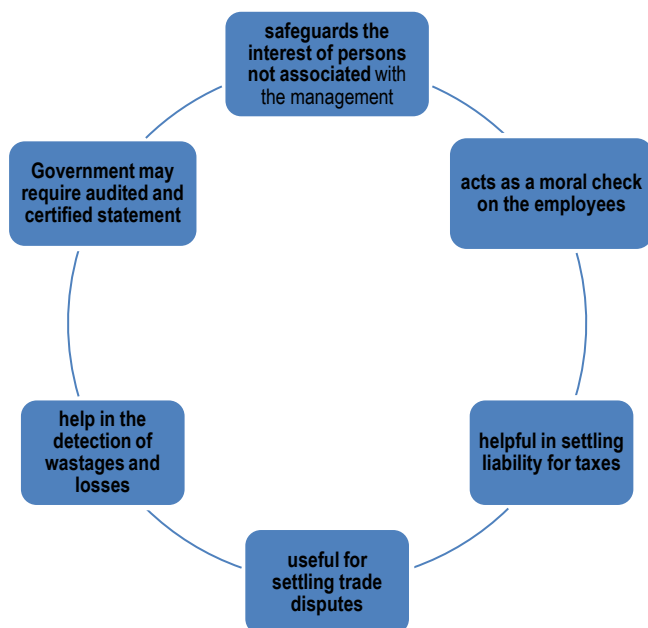 safeguards the
interest of persons
not associated with
the management
acts as a moral check
on the employees
helpful in settling
liability for taxes
useful for
settling trade
disputes
help in the
detection of
wastages and
losses
Government may
require audited and
certified statement